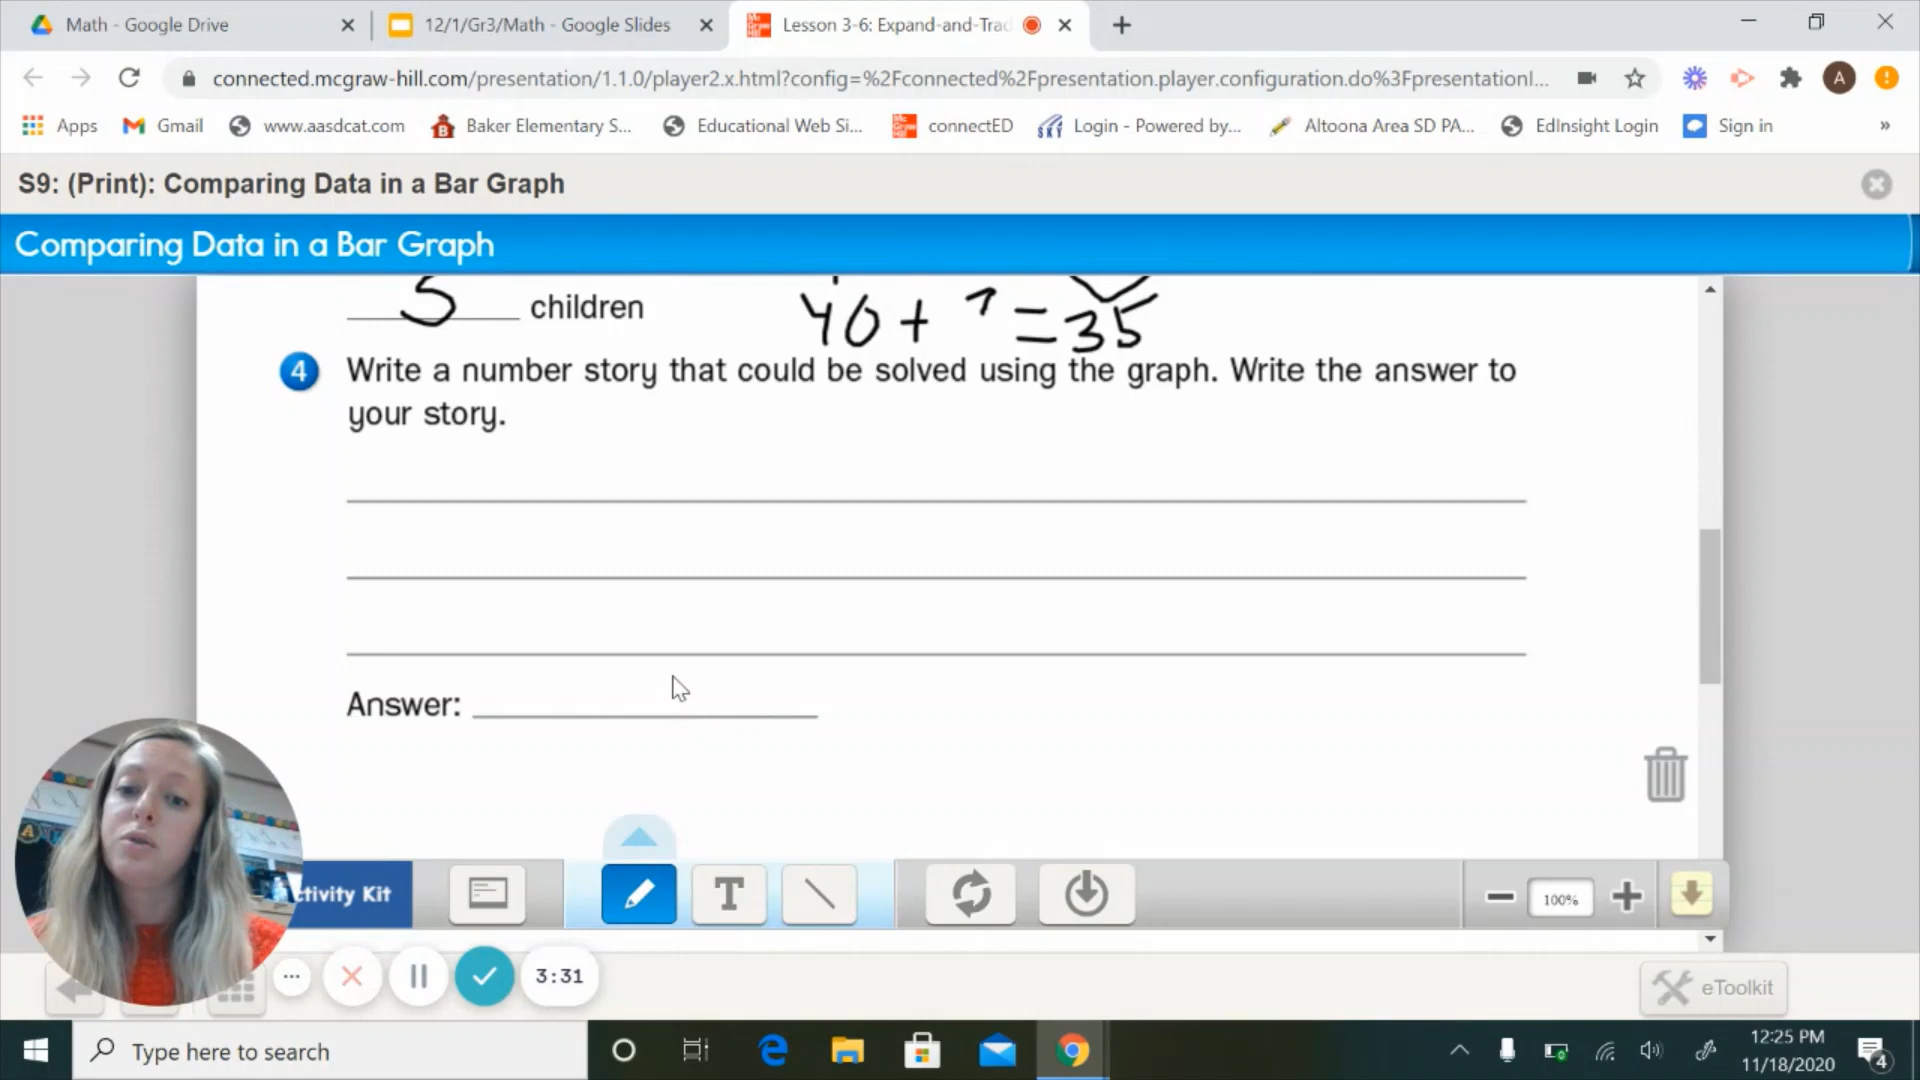 Math - Google Drive
12/1/Gr3/Math - Google Slides
Lesson 3-6: Expand-and-Trad
connected.mcgraw-hill.com/presentation/1.1.0/player2.x.html?config=%2Fconnected%2Fpresentation.player.configuration.do%3FpresentationI...
A
Apps
Gmail
www.aasdcat.com
Baker Elementary S...
Educational Web Si...
connectED
Login - Powered by...
Altoona Area SD PA...
EdInsight Login
Sign in
»
S9: (Print): Comparing Data in a Bar Graph
Comparing Data in a Bar Graph
5 children
40 + ? = 35
4 Write a number story that could be solved using the graph. Write the answer to
your story.
Answer:
ctivity Kit
T
100%
3:31
eToolkit
Type here to search
12:25 PM
11/18/2020
4